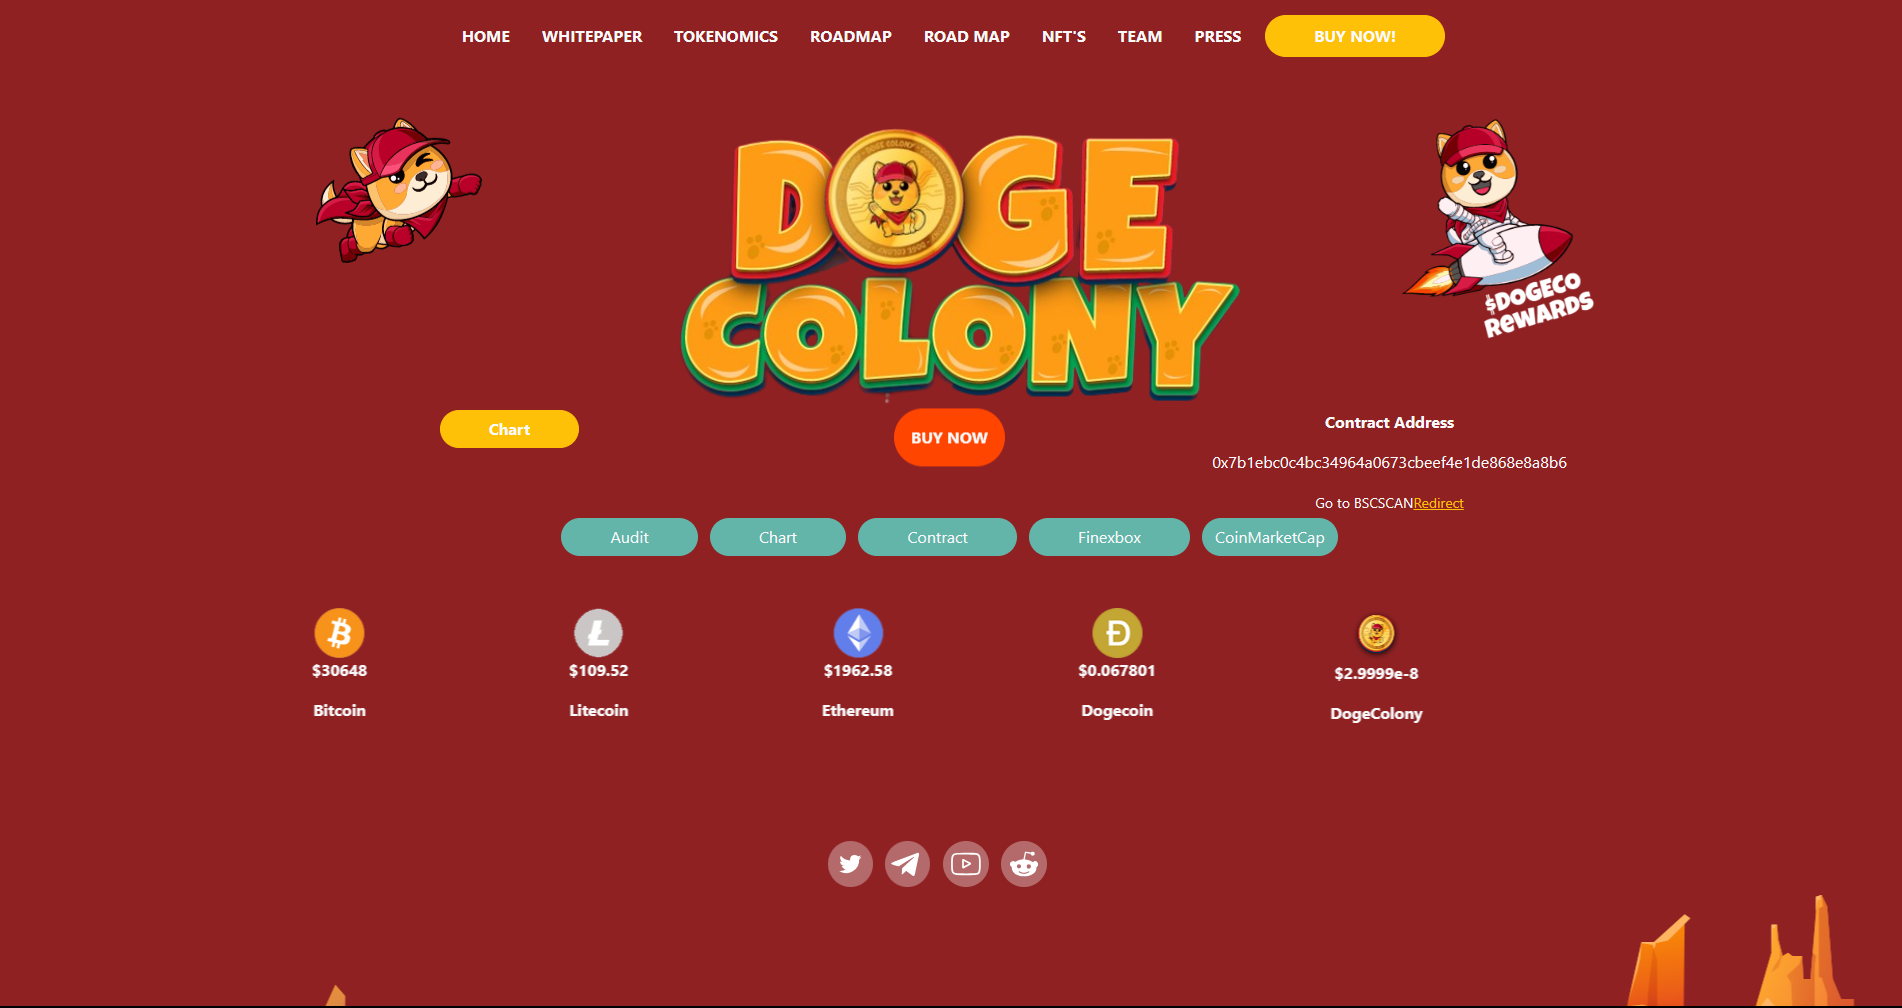 HOME WHITEPAPER TOKENOMICS ROADMAP ROAD MAP NFT'S TEAM PRESS BUY NOW!
DOGE
COLONY
DOGE COLONY
$DOGECO
REWARDS
Chart
BUY NOW
Contract Address
0x7b1ebc0c4bc34964a0673cbeef4e1de868e8a8b6
Go to BSCSCANRedirect
Audit Chart Contract Finexbox CoinMarketCap
$30648 $109.52 $1962.58 $0.067801 $2.9999e-8
Bitcoin Litecoin Ethereum Dogecoin DogeColony